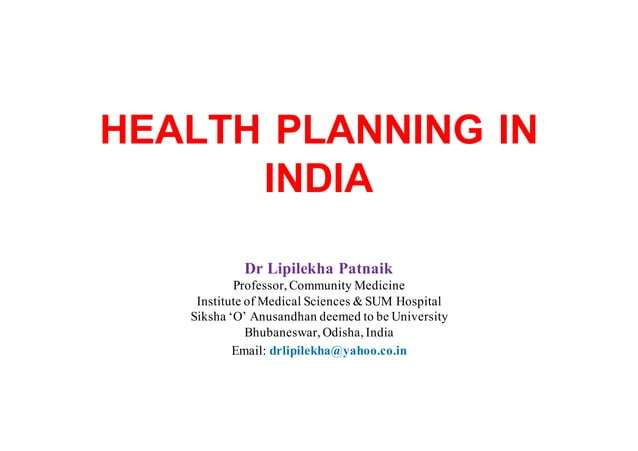 HEALTH PLANNING IN
INDIA
Dr Lipilekha Patnaik
Professor, Community Medicine
Institute of Medical Sciences & SUM Hospital
Siksha ‘O’ Anusandhan deemed to be University
Bhubaneswar, Odisha, India
Email: drlipilekha@yahoo.co.in